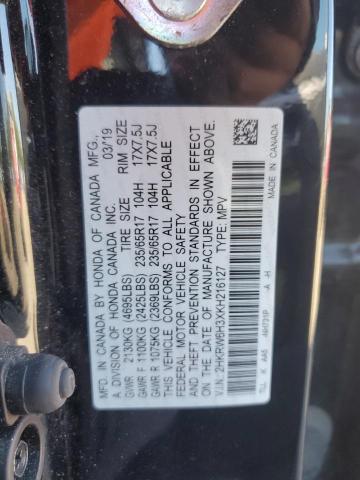 MFD. IN CANADA BY HONDA OF CANADA MFG.,
A DIVISION OF HONDA CANADA INC. 03/19
TIRE SIZE RIM SIZE
GVWR 2130KG (4695LBS)
GAWR F 1100KG (2425LBS) 235/65R17 104H 17X7.5J
GAWR R 1075KG (2369LBS) 235/65R17 104H 17X7.5J
THIS VEHICLE CONFORMS TO ALL APPLICABLE
FEDERAL MOTOR VEHICLE SAFETY, BUMPER,
AND THEFT PREVENTION STANDARDS IN EFFECT
ON THE DATE OF MANUFACTURE SHOWN ABOVE.
V.I.N.: 2HKRW6H3XKH216127 TYPE: MPV
TLL K AA5 A-H
MADE IN CANADA